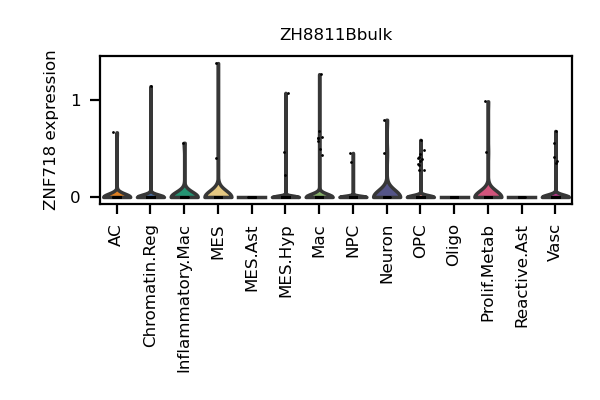 ZH8811Bbulk
ZNF718 expression
1
0
AC
Chromatin.Reg
Inflammatory.Mac
MES
MES.Ast
MES.Hyp
Mac
NPC
Neuron
OPC
Oligo
Prolif.Metab
Reactive.Ast
Vasc